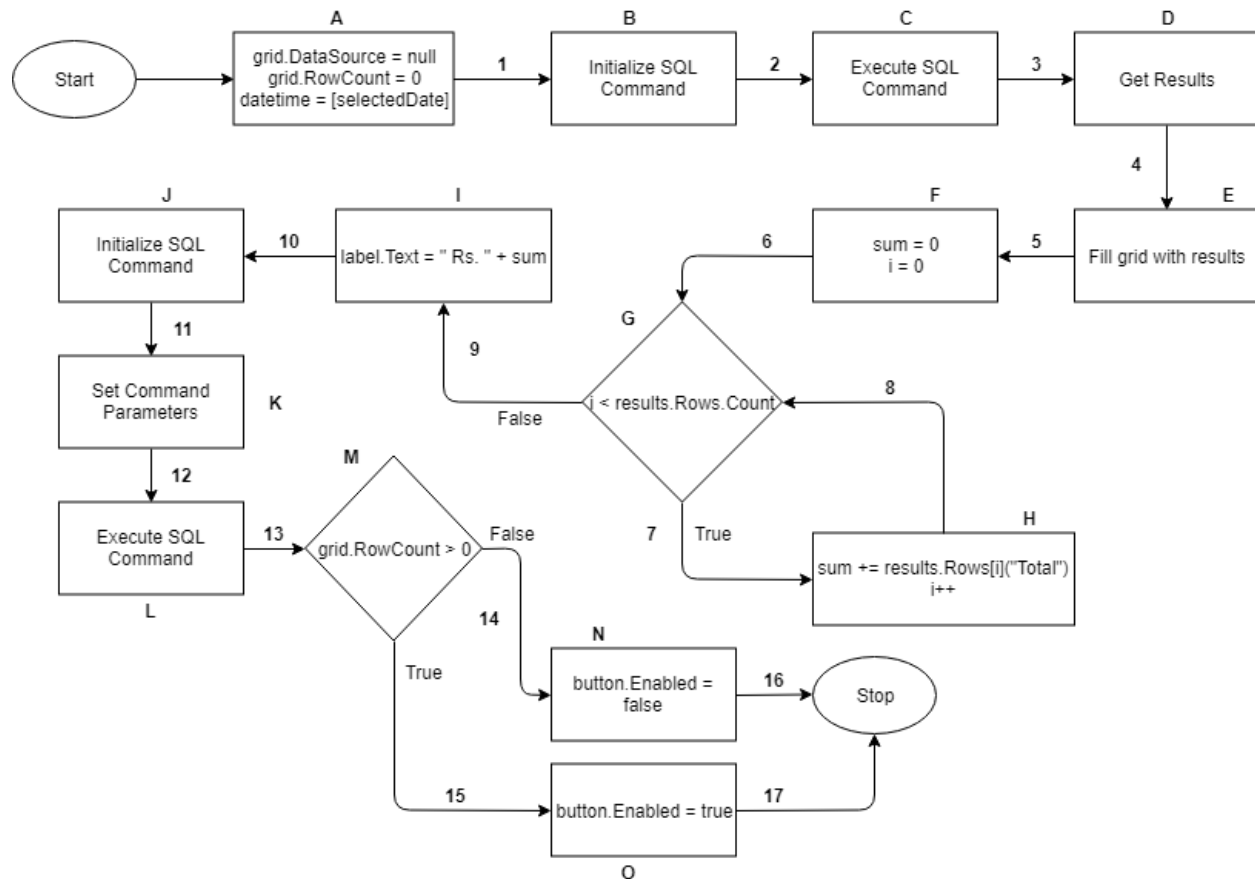 A
B
C
D
Start
grid.DataSource = null
grid.RowCount = 0
datetime = [selectedDate]
1
Initialize SQL
Command
2
Execute SQL
Command
3
Get Results
4
J
I
F
E
Initialize SQL
Command
10
label.Text = " Rs. " + sum
6
sum = 0
i = 0
5
Fill grid with results
11
G
9
Set Command
Parameters
K
False
i < results.Rows.Count
8
12
M
Execute SQL
Command
13
grid.RowCount > 0
False
7
True
H
sum += results.Rows[i]("Total")
i++
L
14
N
True
button.Enabled =
false
16
Stop
15
button.Enabled = true
17
O